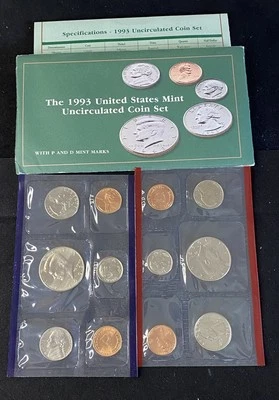 Specifications - 1993 Uncirculated Coin Set
The 1993 United States Mint
Uncirculated Coin Set
WITH P AND D MINT MARKS